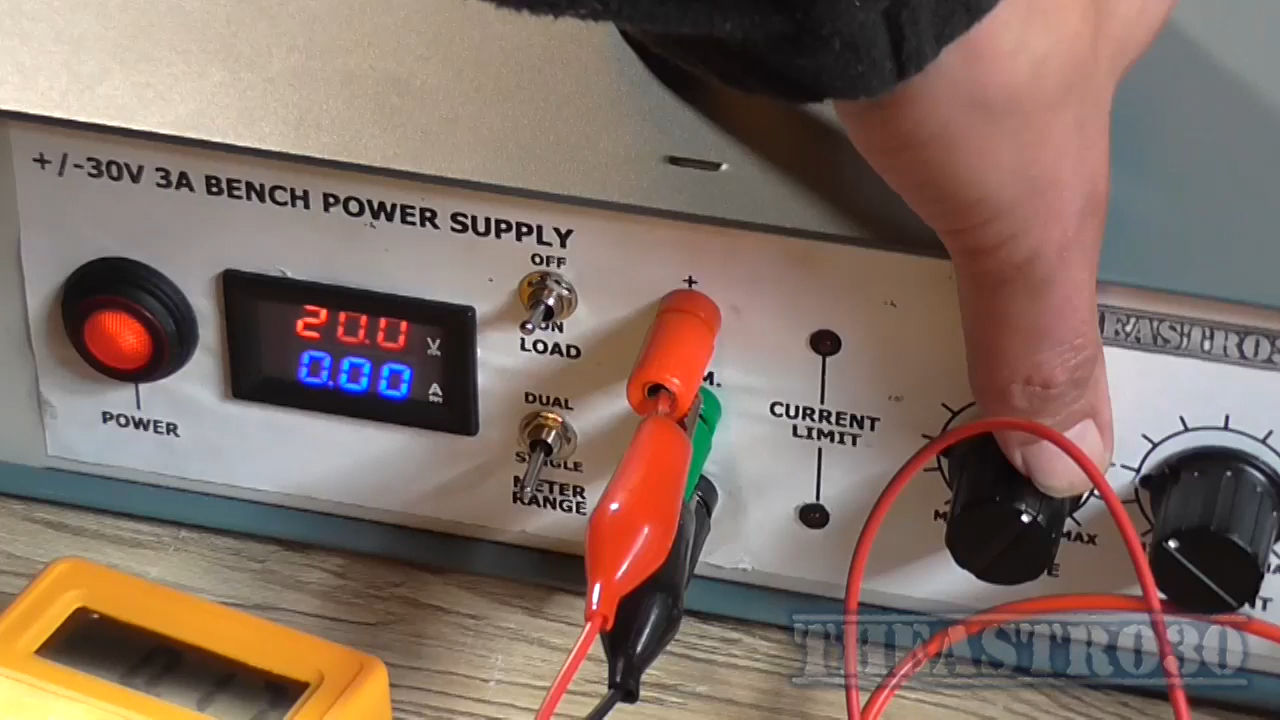 +/-30V 3A BENCH POWER SUPPLY
OFF
ON
LOAD
20.0 V
0.00 A
POWER
DUAL
SINGLE
METER
RANGE
+
CURRENT
LIMIT
MAX
THEASTRO30